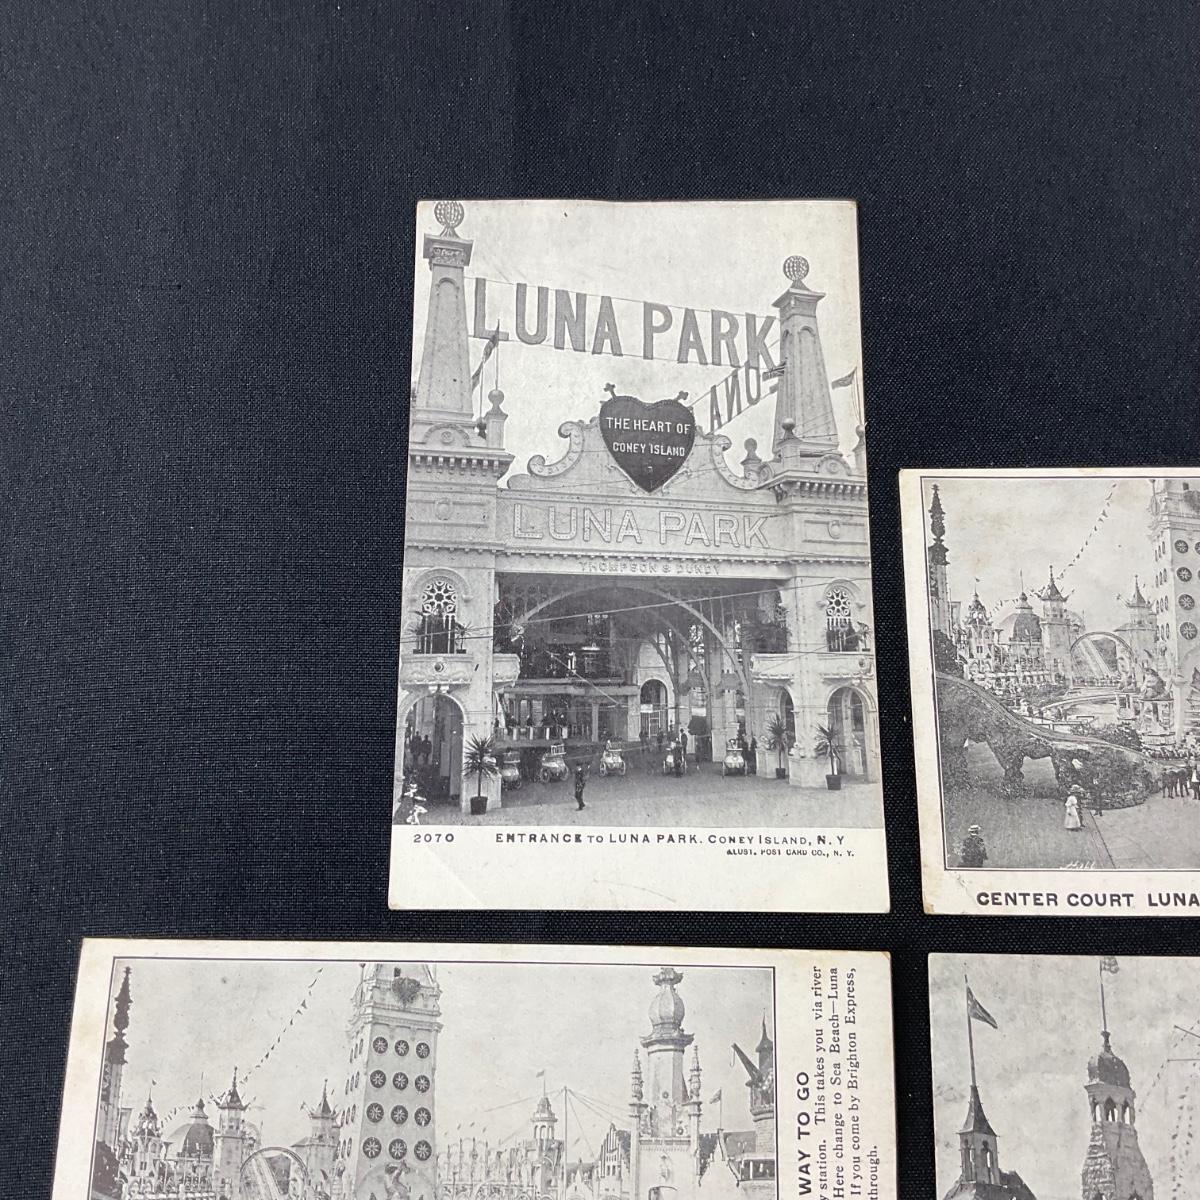 LUNA PARK
LUNA
THE HEART OF
CONEY ISLAND
LUNA PARK
THOMPSON & DUNDY
2070 ENTRANCE TO LUNA PARK. CONEY ISLAND, N. Y
ILLUST. POST CARD CO., N. Y.
CENTER COURT LUNA
WAY TO GO
station. This takes you via river
Here change to Sea Beach—Luna
If you come by Brighton Express,
through.